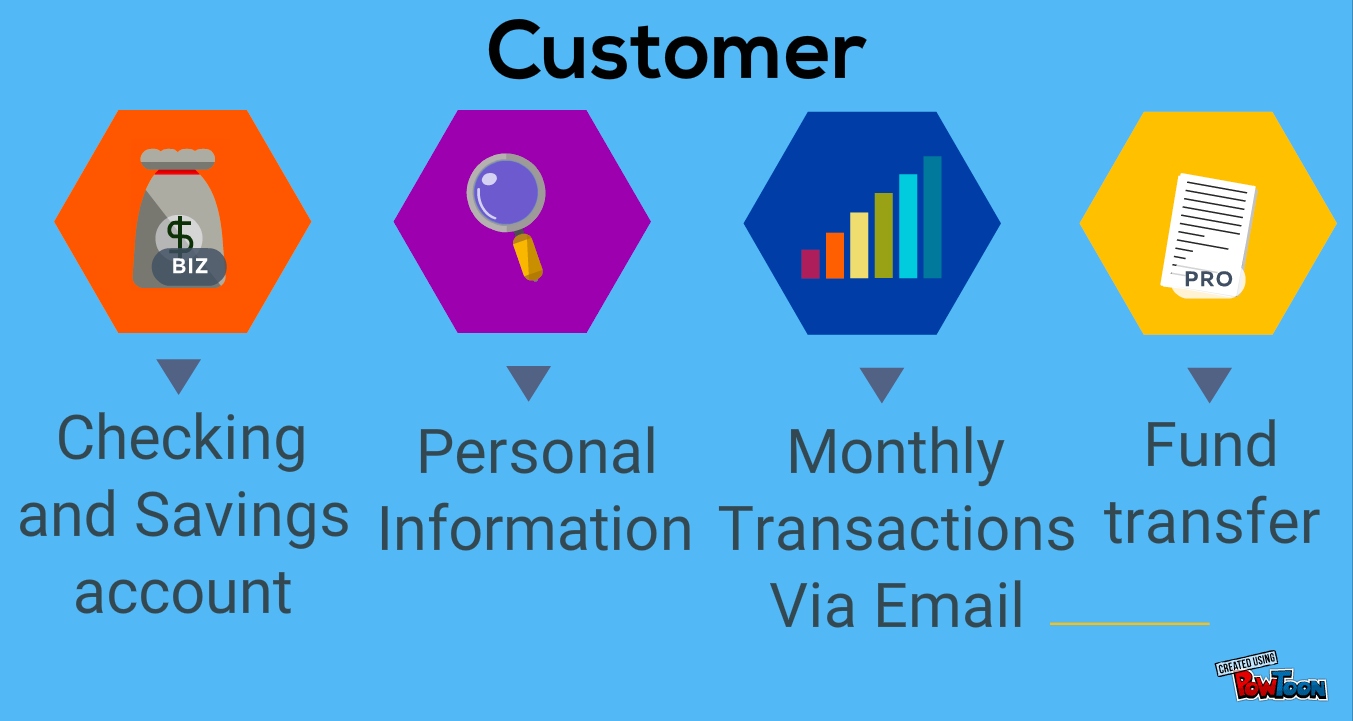 Customer
$
BIZ
PRO
Checking
and Savings
account
Personal
Information
Monthly
Transactions
Via Email
Fund
transfer
CREATED USING
POWTOON